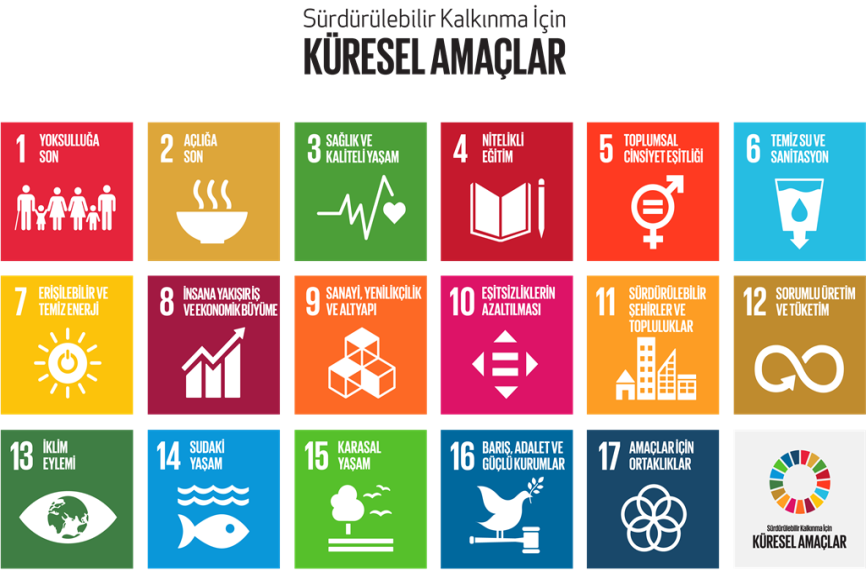 Sürdürülebilir Kalkınma İçin
KÜRESEL AMAÇLAR
1 YOKSULLUĞA
SON
2 AÇLIĞA
SON
3 SAĞLIK VE
KALİTELİ YAŞAM
4 NİTELİKLİ
EĞİTİM
5 TOPLUMSAL
CİNSİYET EŞİTLİĞİ
6 TEMİZ SU VE
SANİTASYON
7 ERİŞİLEBİLİR VE
TEMİZ ENERJİ
8 İNSANA YAKIŞIR İŞ
VE EKONOMİK BÜYÜME
9 SANAYİ, YENİLİKÇİLİK
VE ALTYAPI
10 EŞİTSİZLİKLERİN
AZALTILMASI
11 SÜRDÜRÜLEBİLİR
ŞEHİRLER VE
TOPLULUKLAR
12 SORUMLU ÜRETİM
VE TÜKETİM
13 İKLİM
EYLEMİ
14 SUDAKİ
YAŞAM
15 KARASAL
YAŞAM
16 BARIŞ, ADALET VE
GÜÇLÜ KURUMLAR
17 AMAÇLAR İÇİN
ORTAKLIKLAR
Sürdürülebilir Kalkınma İçin
KÜRESEL AMAÇLAR